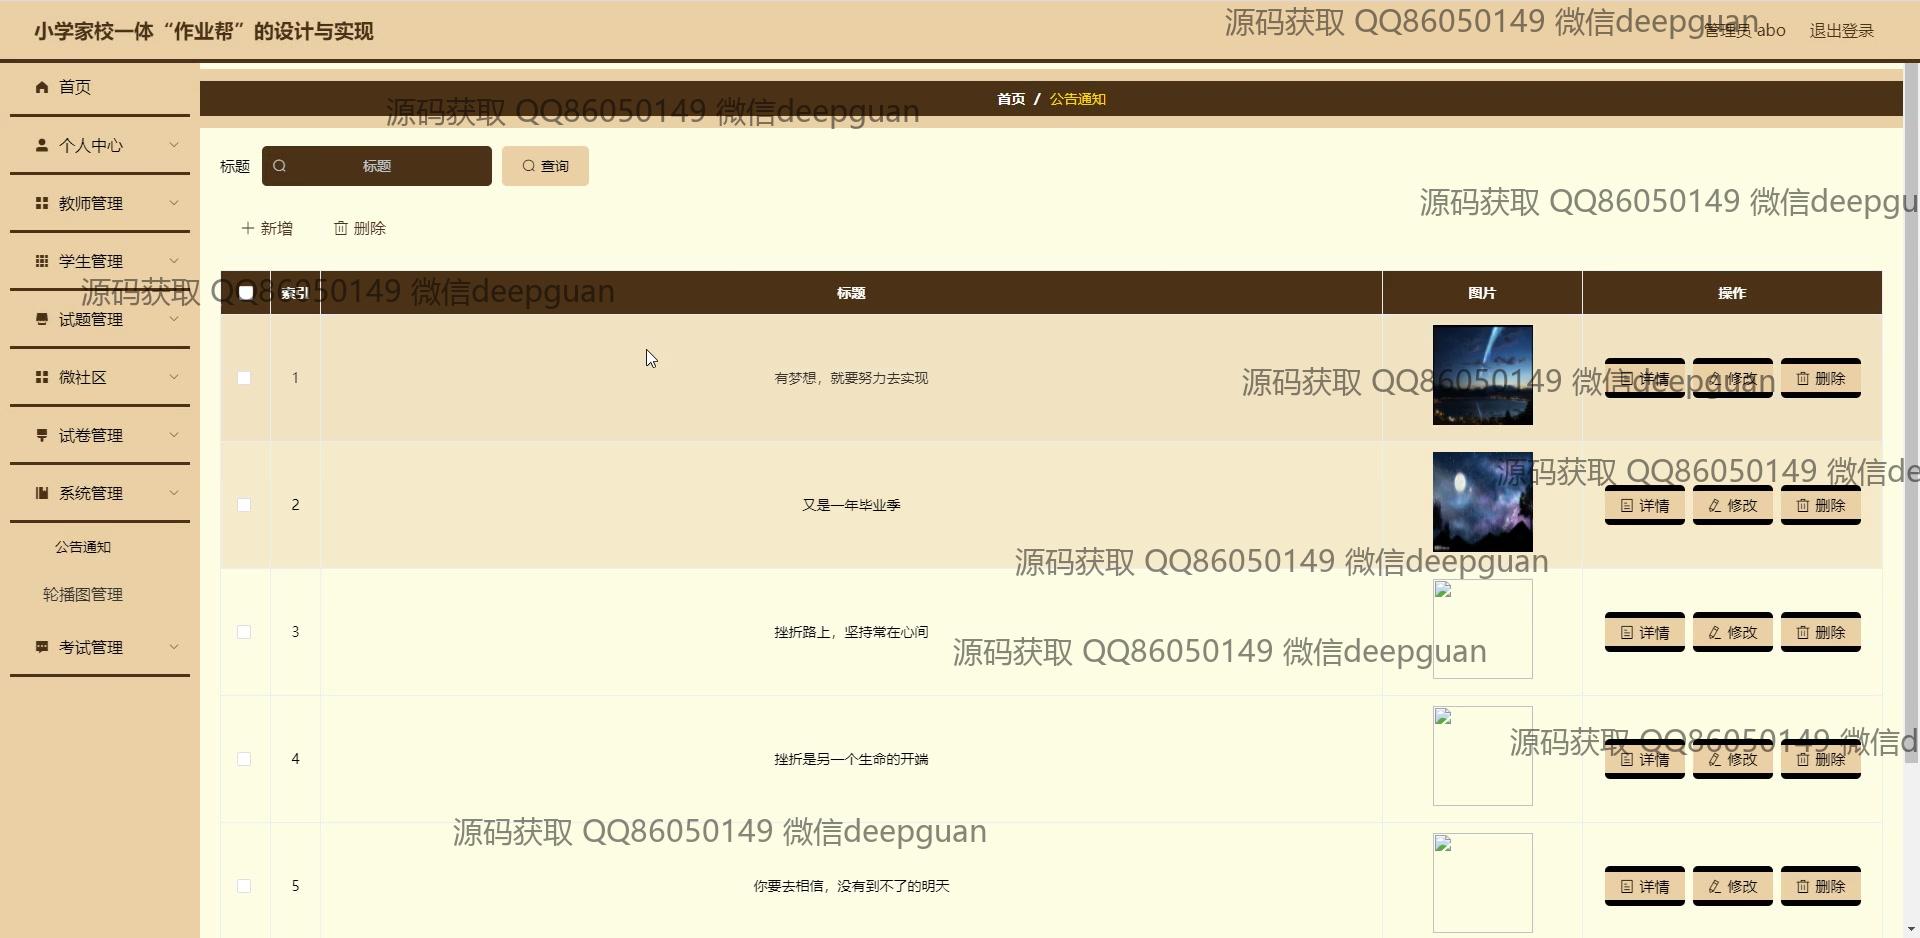 小学家校一体“作业帮”的设计与实现
源码获取 QQ86050149 微信deepguan
管理员 abo
退出登录
首页
首页 / 公告通知
源码获取 QQ86050149 微信deepguan
个人中心
标题
标题
查询
教师管理
源码获取 QQ86050149 微信deepgu
新增
删除
学生管理
源码获取 QQ86050149 微信deepguan
索引
标题
图片
操作
试题管理
微社区
1
有梦想，就要努力去实现
源码获取 QQ86050149 微信deepguan
详情
修改
删除
试卷管理
源码获取 QQ86050149 微信de
系统管理
2
又是一年毕业季
详情
修改
删除
公告通知
源码获取 QQ86050149 微信deepguan
轮播图管理
3
挫折路上，坚持常在心间
详情
修改
删除
考试管理
源码获取 QQ86050149 微信deepguan
源码获取 QQ86050149 微信d
4
挫折是另一个生命的开端
详情
修改
删除
源码获取 QQ86050149 微信deepguan
5
你要去相信，没有到不了的明天
详情
修改
删除